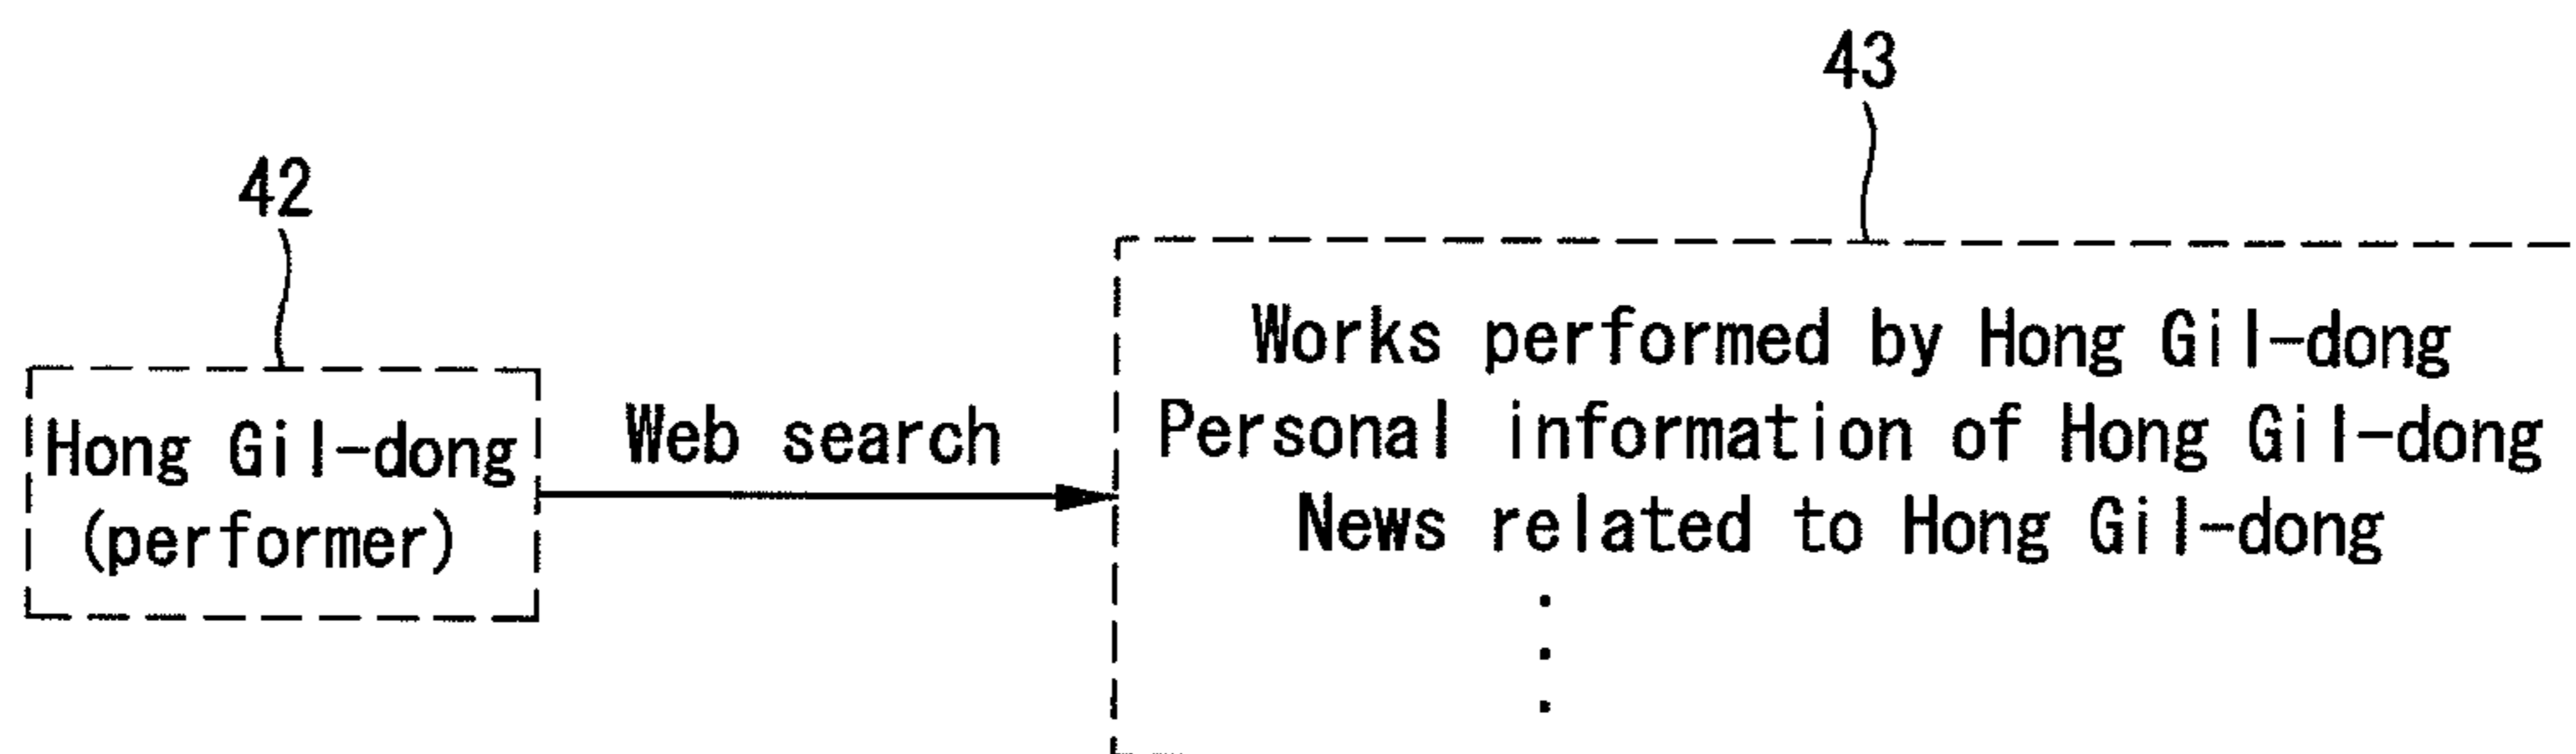 43
42
Works performed by Hong Gil-dong
Personal information of Hong Gil-dong
News related to Hong Gil-dong
Hong Gil-dong
(performer)
Web search